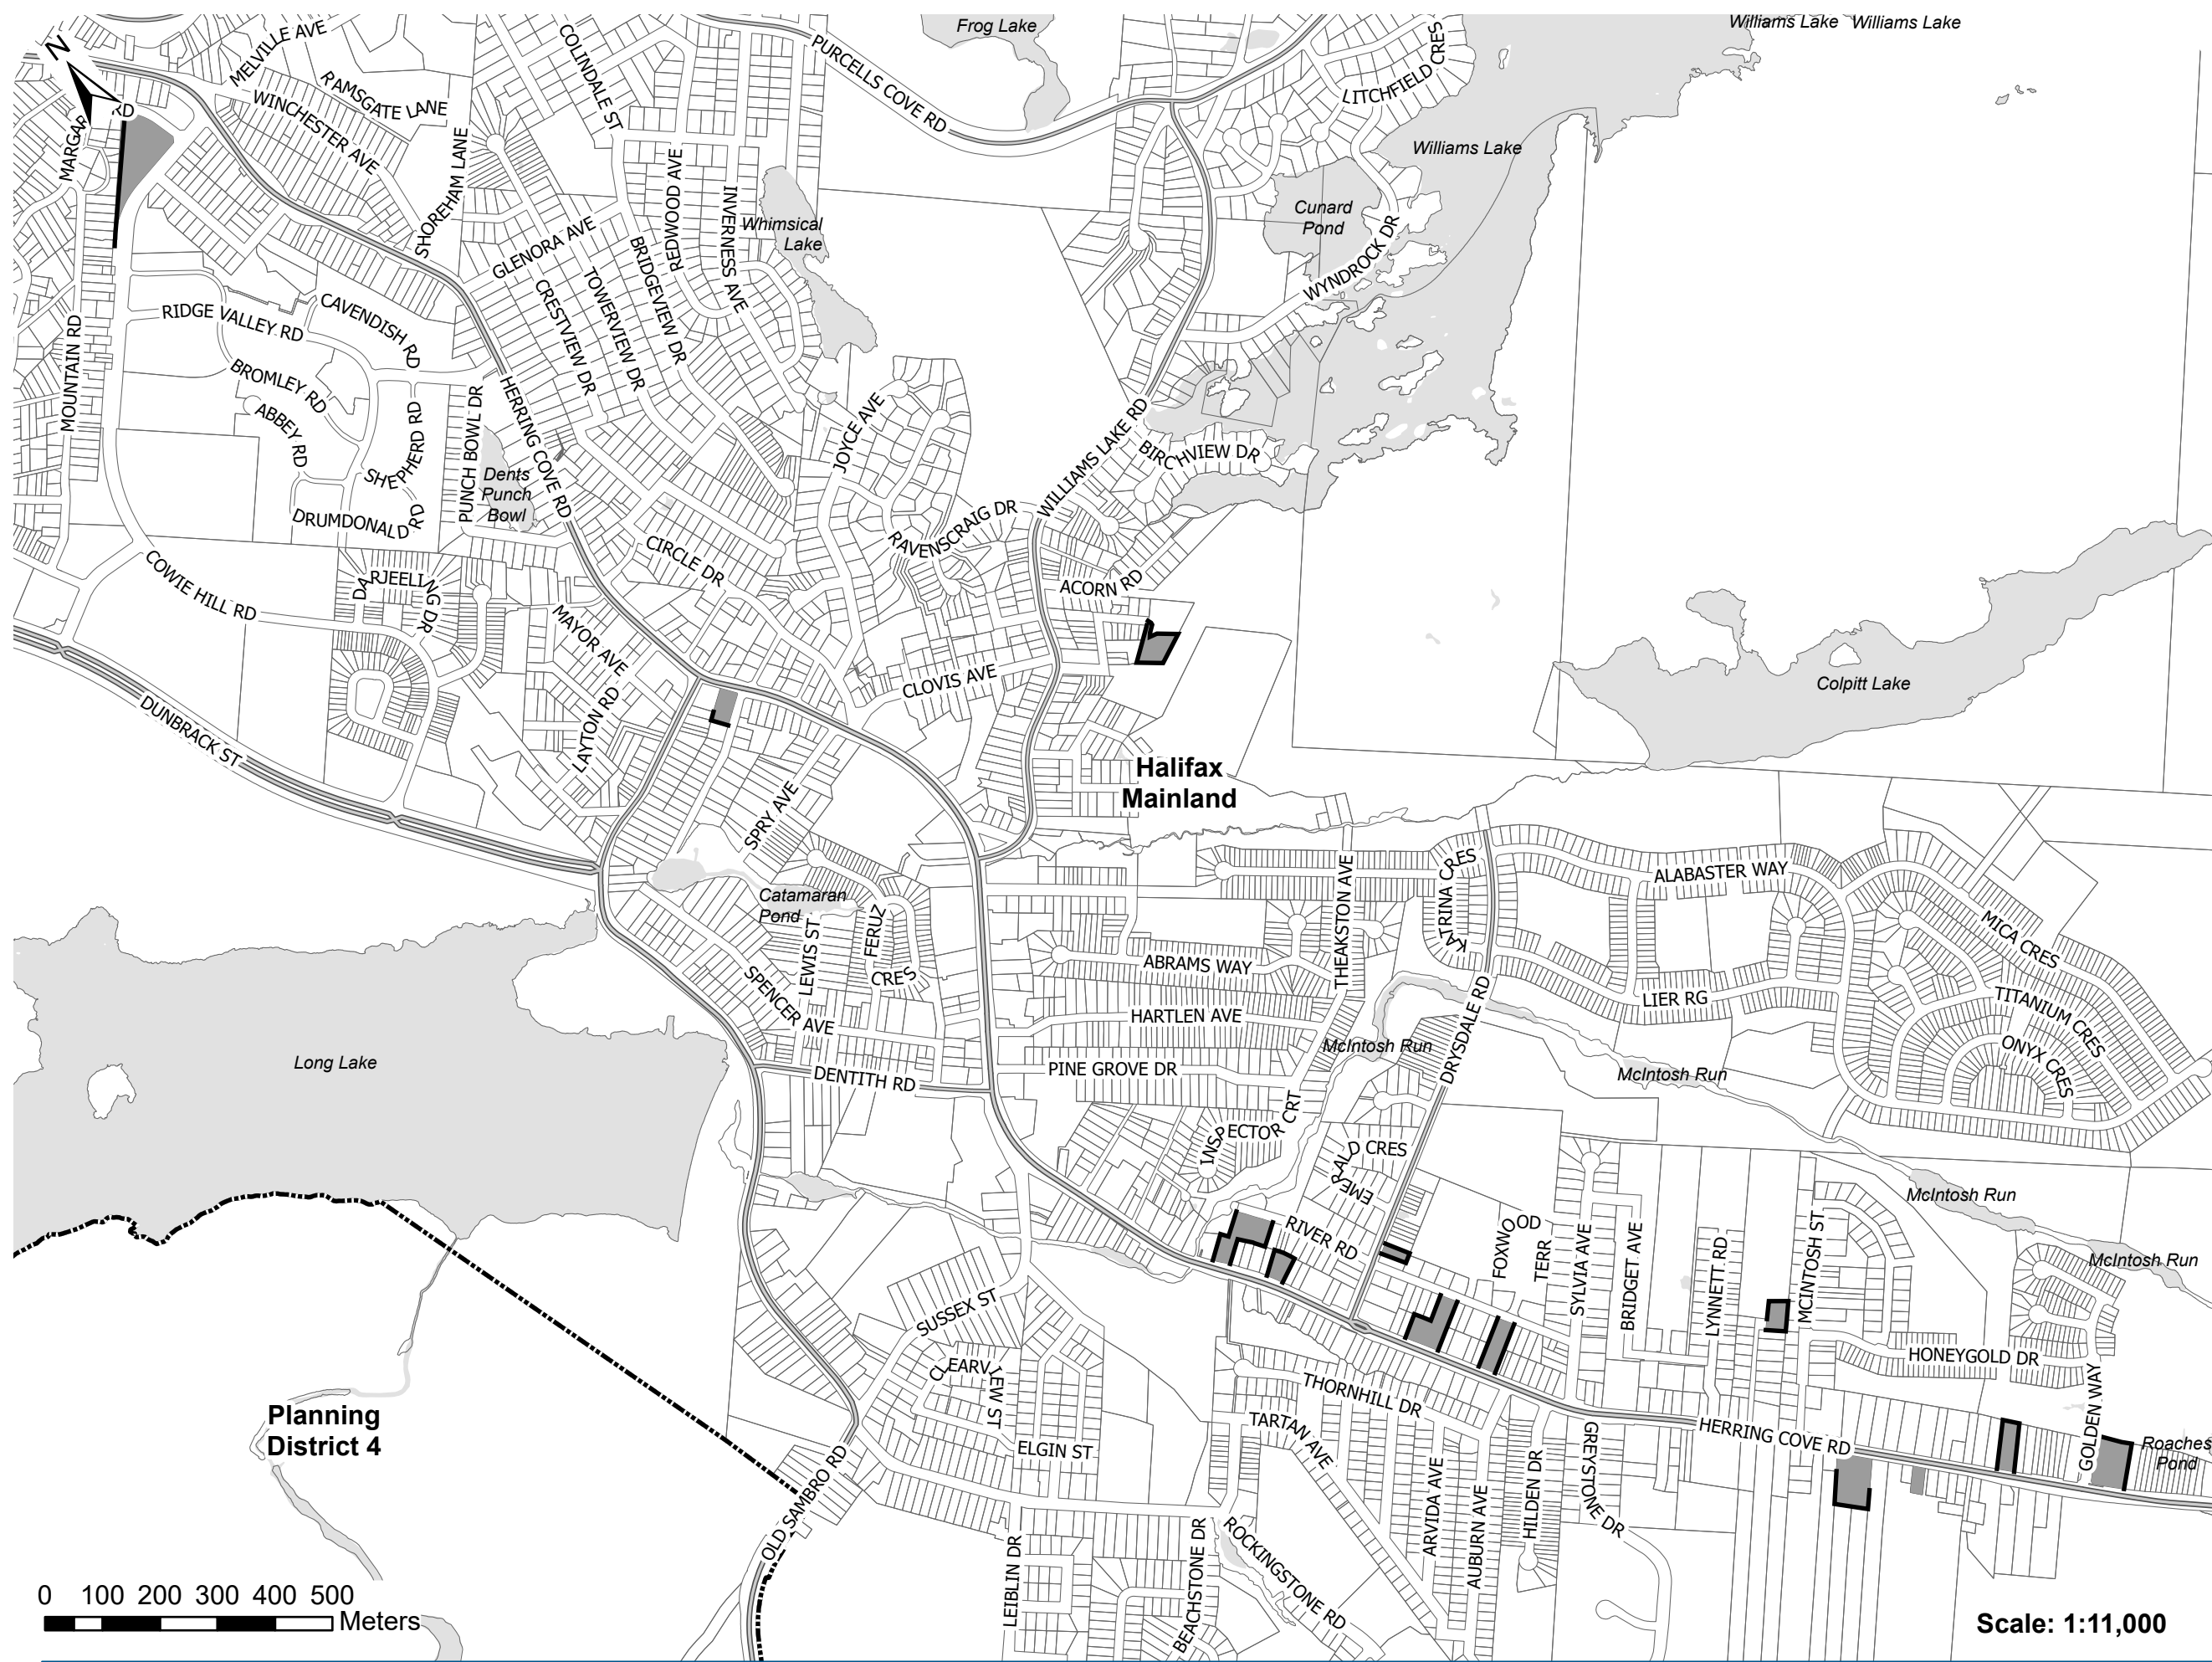 Frog Lake
Williams Lake
Williams Lake
N
MELVILLE AVE
COLINDALE ST
PURCELLS COVE RD
LITCHFIELD CRES
RAMSGATE LANE
WINCHESTER AVE
RD
SHOREHAM LANE
REDWOOD AVE
INVERNESS AVE
Whimsical
Lake
Williams Lake
Cunard
Pond
WYNDROCK DR
GLENORA AVE
BRIDGEVIEW DR
TOWERVIEW DR
CRESTVIEW DR
RIDGE VALLEY RD
CAVENDISH RD
MOUNTAIN RD
BROMLEY RD
ABBEY RD
SHEPHERD RD
PUNCH BOWL DR
HERRING COVE RD
Dents
Punch
Bowl
JOYCE AVE
WILLIAMS LAKE RD
BIRCHVIEW DR
DRUMDONALD RD
RAVENSCRAIG DR
CIRCLE DR
ACORN RD
COWIE HILL RD
DARJEELING DR
MAYOR AVE
LAYTON RD
CLOVIS AVE
Colpitt Lake
DUNBRACK ST
Halifax
Mainland
SPRY AVE
Catamaran
Pond
LEWIS ST
FERUZ
CRES
THEAKSTON AVE
KATRINA CRES
ALABASTER WAY
MICA CRES
ABRAMS WAY
SPENCER AVE
HARTLEN AVE
DRYSDALE RD
LIER RG
TITANIUM CRES
ONYX CRES
Long Lake
McIntosh Run
McIntosh Run
PINE GROVE DR
DENTITH RD
INSPECTOR CRT
EMERALD CRES
McIntosh Run
McIntosh Run
RIVER RD
FOXWOOD
TERR
SYLVIA AVE
BRIDGET AVE
LYNNETT RD
MCINTOSH ST
SUSSEX ST
CLEARVIEW ST
HONEYGOLD DR
GOLDEN WAY
Planning
District 4
THORNHILL DR
TARTAN AVE
ELGIN ST
HERRING COVE RD
Roaches
Pond
OLD SAMBRO RD
ARVIDA AVE
AUBURN AVE
HILDEN DR
GREYSTONE DR
LEIBLIN DR
BEACHSTONE DR
ROCKINGSTONE RD
0 100 200 300 400 500
Meters
Scale: 1:11,000